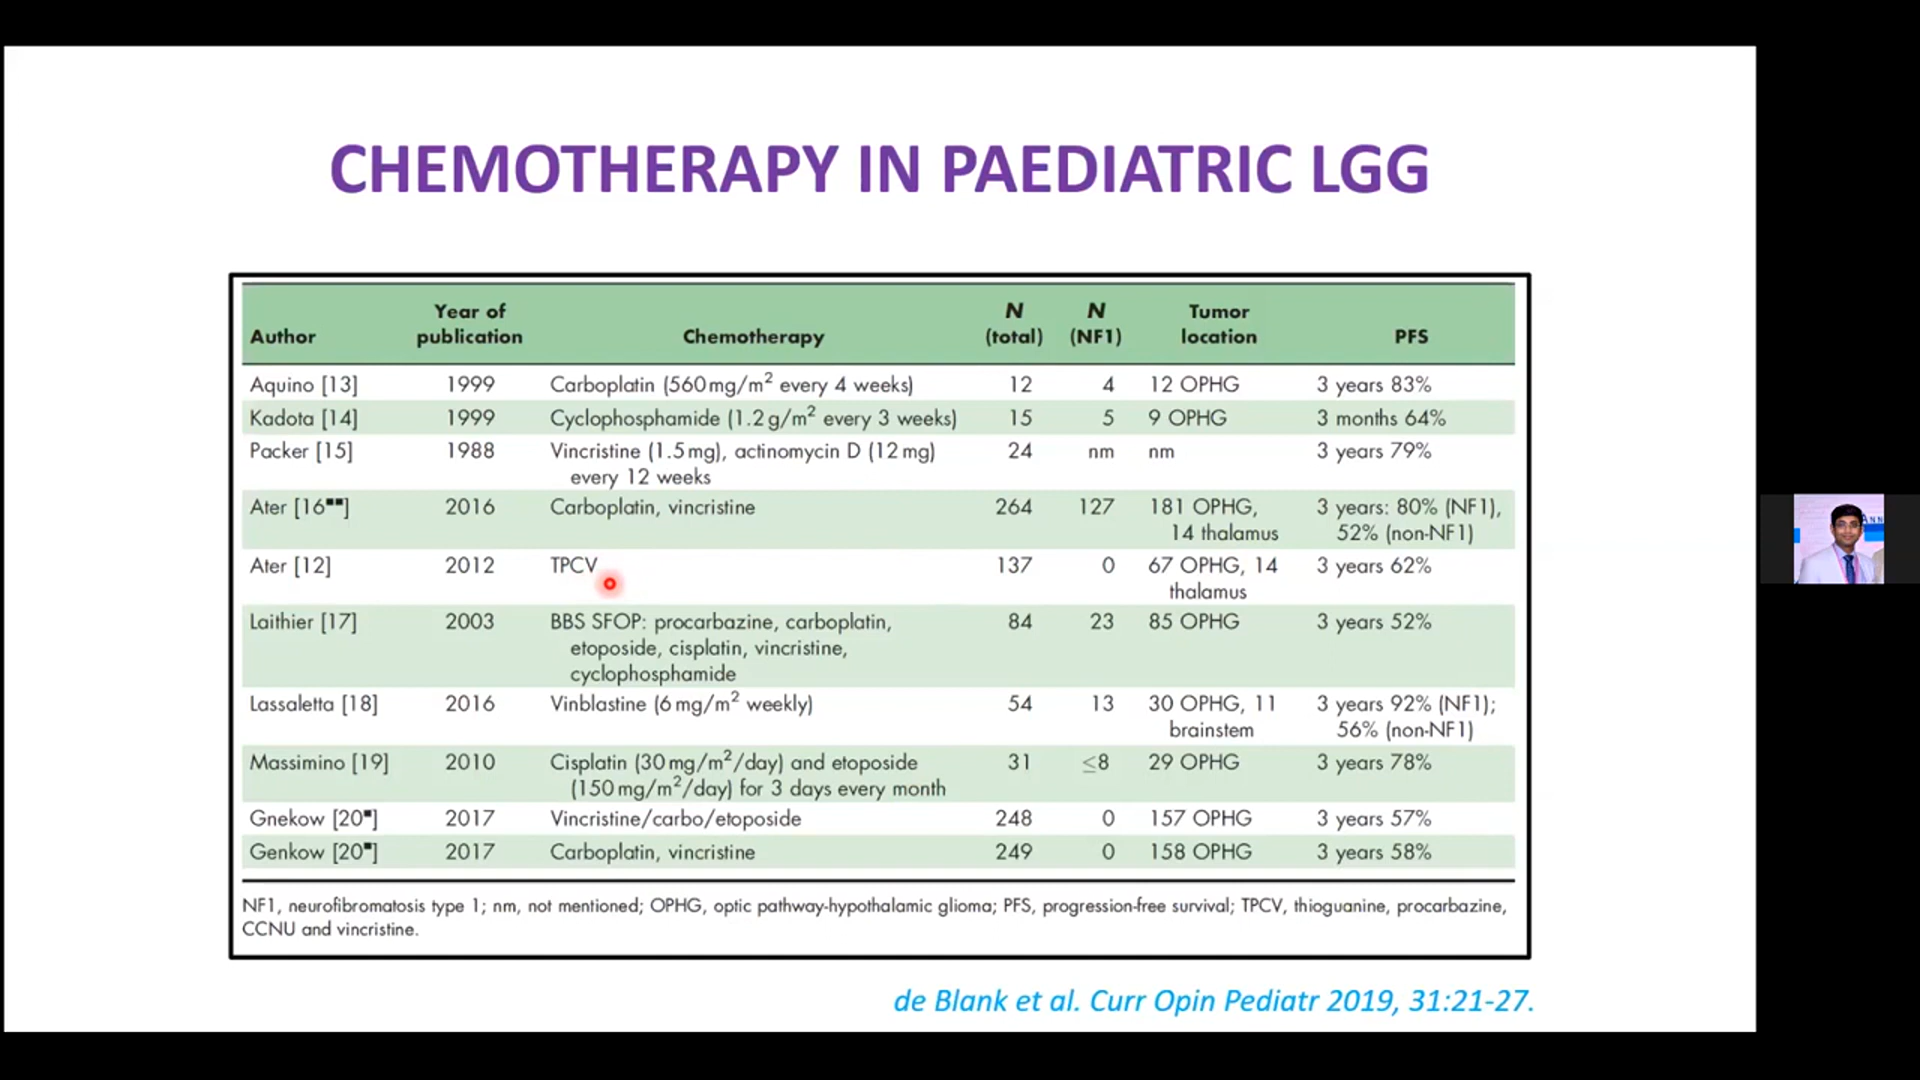 CHEMOTHERAPY IN PAEDIATRIC LGG
Author Year of publication Chemotherapy N (total) N (NF1) Tumor location PFS
Aquino [13] 1999 Carboplatin (560 mg/m² every 4 weeks) 12 4 12 OPHG 3 years 83%
Kadota [14] 1999 Cyclophosphamide (1.2 g/m² every 3 weeks) 15 5 9 OPHG 3 months 64%
Packer [15] 1988 Vincristine (1.5 mg), actinomycin D (12 mg) 24 nm nm 3 years 79%
every 12 weeks
Ater [16▪▪] 2016 Carboplatin, vincristine 264 127 181 OPHG, 3 years: 80% (NF1),
14 thalamus 52% (non-NF1)
Ater [12] 2012 TPCV 137 0 67 OPHG, 14 3 years 62%
thalamus
Laithier [17] 2003 BBS SFOP: procarbazine, carboplatin, 84 23 85 OPHG 3 years 52%
etoposide, cisplatin, vincristine,
cyclophosphamide
Lassaletta [18] 2016 Vinblastine (6 mg/m² weekly) 54 13 30 OPHG, 11 3 years 92% (NF1);
brainstem 56% (non-NF1)
Massimino [19] 2010 Cisplatin (30 mg/m²/day) and etoposide 31 ≤8 29 OPHG 3 years 78%
(150 mg/m²/day) for 3 days every month
Gnekow [20▪] 2017 Vincristine/carbo/etoposide 248 0 157 OPHG 3 years 57%
Genkow [20▪] 2017 Carboplatin, vincristine 249 0 158 OPHG 3 years 58%
NF1, neurofibromatosis type 1; nm, not mentioned; OPHG, optic pathway-hypothalamic glioma; PFS, progression-free survival; TPCV, thioguanine, procarbazine,
CCNU and vincristine.
de Blank et al. Curr Opin Pediatr 2019, 31:21-27.